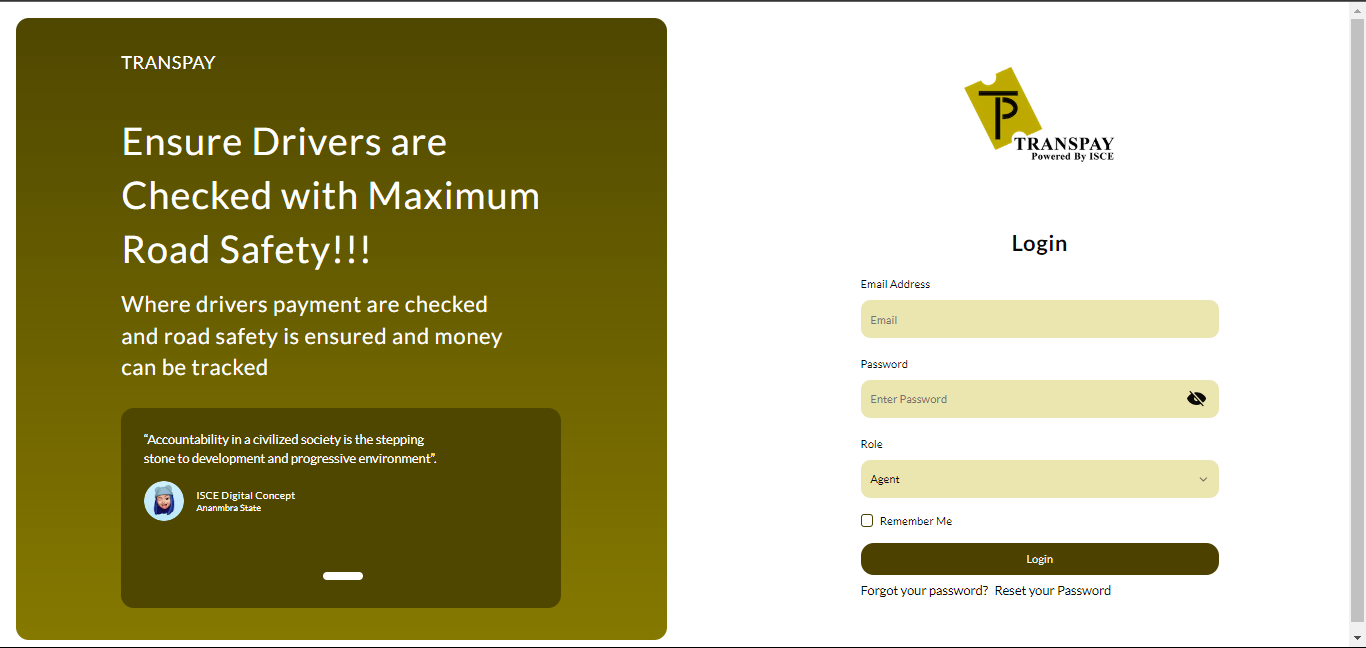 TRANSPAY
Ensure Drivers are
Checked with Maximum
Road Safety!!!
Where drivers payment are checked
and road safety is ensured and money
can be tracked
“Accountability in a civilized society is the stepping
stone to development and progressive environment”.
ISCE Digital Concept
Ananmbra State
TP
TRANSPAY
Powered By ISCE
Login
Email Address
Email
Password
Enter Password
Role
Agent
Remember Me
Login
Forgot your password? Reset your Password